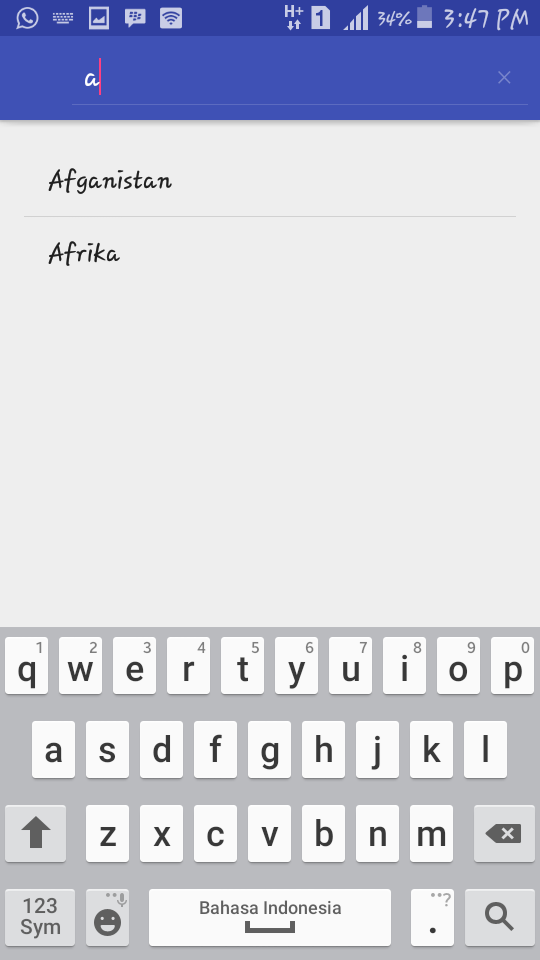 H+ 1 34% 3:47 PM
a
Afganistan
Afrika
1 2 3 4 5 6 7 8 9 0
q w e r t y u i o p
a s d f g h j k l
z x c v b n m
123 Sym Bahasa Indonesia . ?